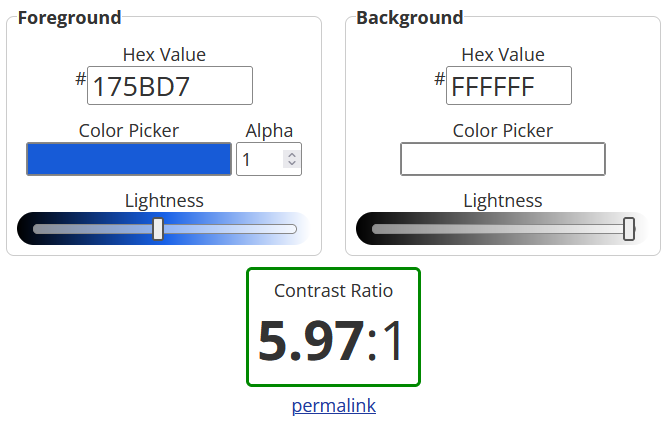 Foreground
Hex Value
# 175BD7
Color Picker
Alpha
1
Lightness
Background
Hex Value
# FFFFFF
Color Picker
Lightness
Contrast Ratio
5.97:1
permalink